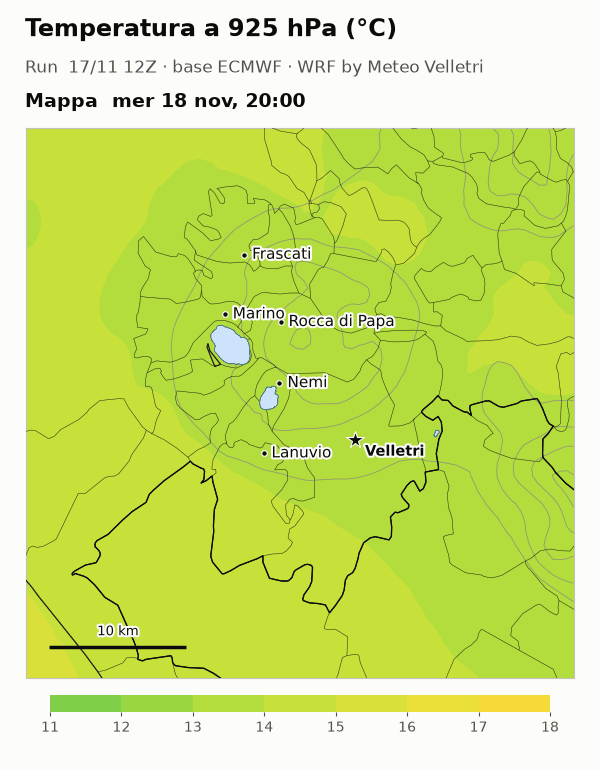 Temperatura a 925 hPa (°C)
Run  17/11 12Z · base ECMWF · WRF by Meteo Velletri
Mappa  mer 18 nov, 20:00
Frascati
Marino
Rocca di Papa
Nemi
Velletri
Lanuvio
10 km
11 12 13 14 15 16 17 18